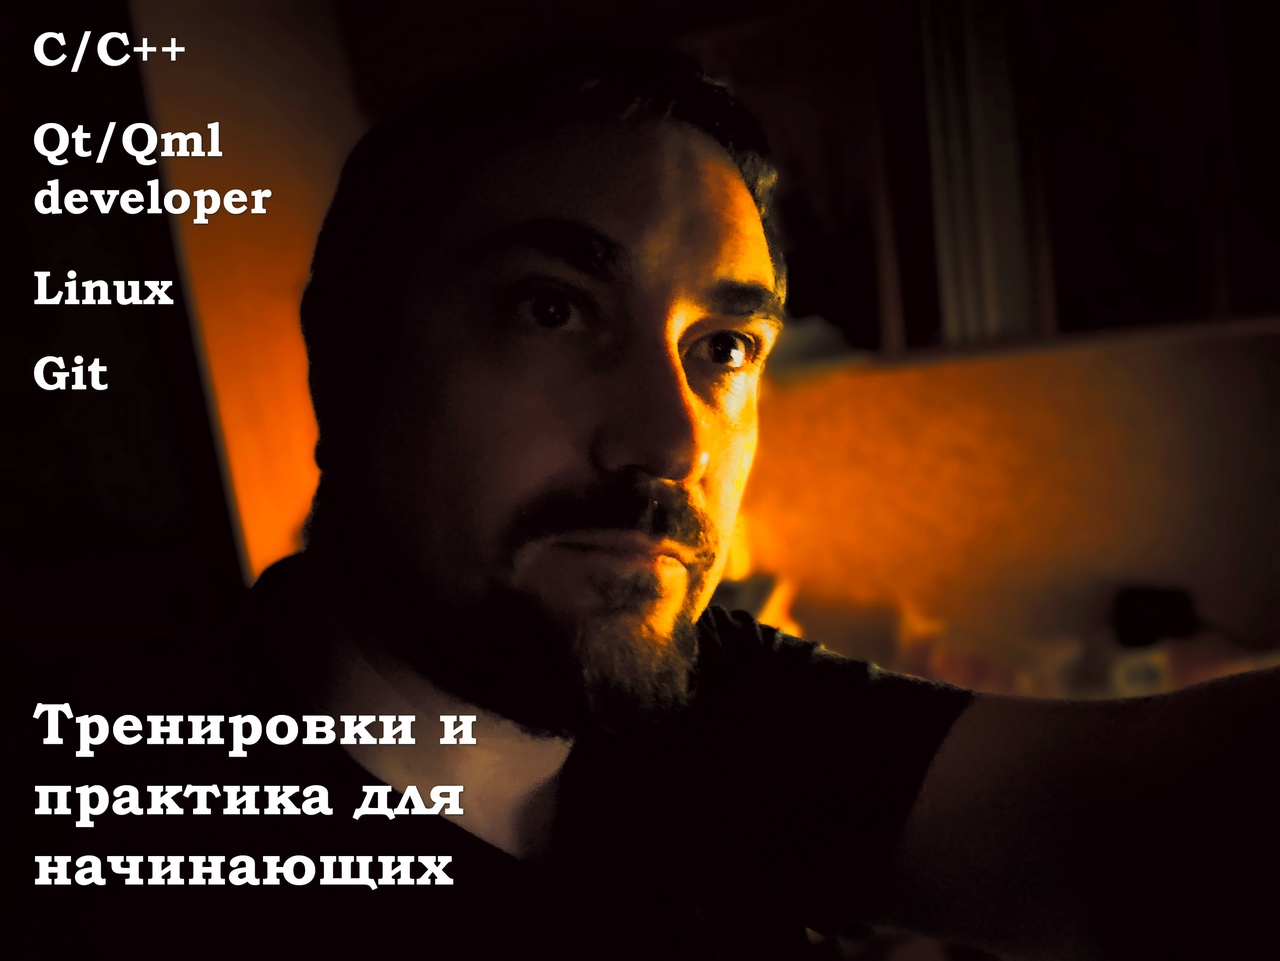 C/C++
Qt/Qml
developer
Linux
Git
Тренировки и
практика для
начинающих